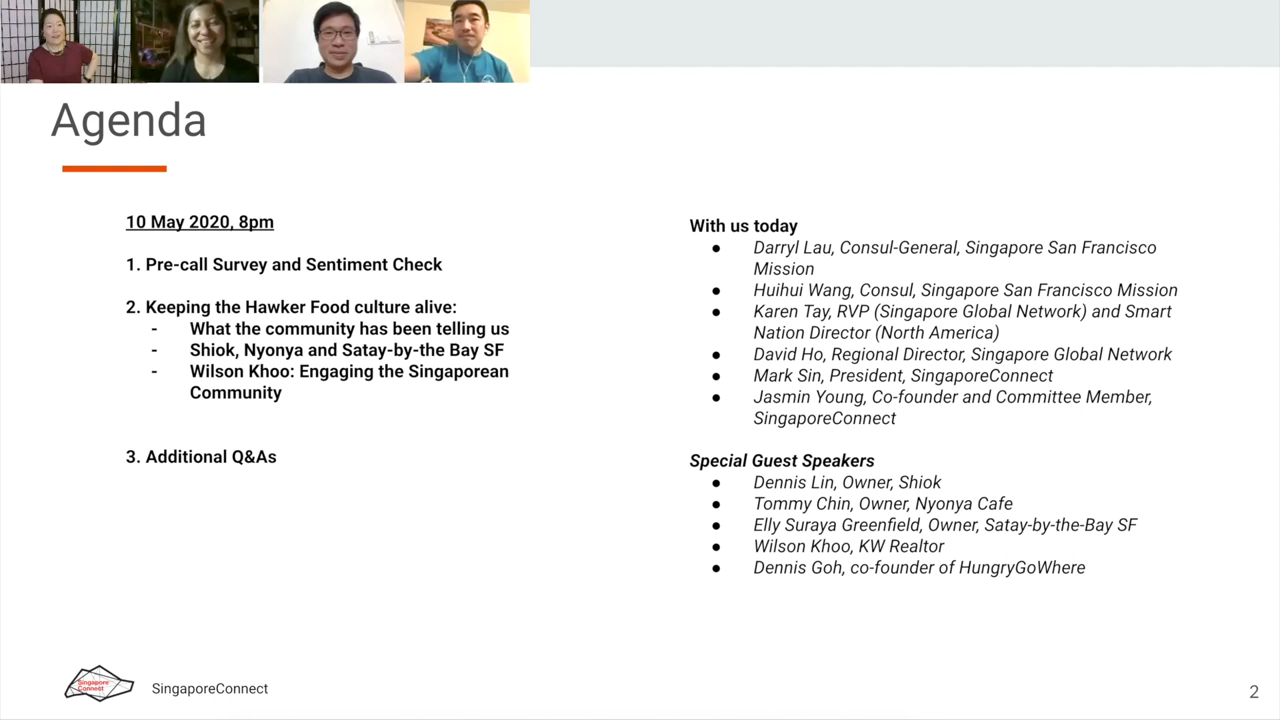 Agenda
10 May 2020, 8pm
1. Pre-call Survey and Sentiment Check
2. Keeping the Hawker Food culture alive:
- What the community has been telling us
- Shiok, Nyonya and Satay-by-the Bay SF
- Wilson Khoo: Engaging the Singaporean
Community
3. Additional Q&As
With us today
● Darryl Lau, Consul-General, Singapore San Francisco
Mission
● Huihui Wang, Consul, Singapore San Francisco Mission
● Karen Tay, RVP (Singapore Global Network) and Smart
Nation Director (North America)
● David Ho, Regional Director, Singapore Global Network
● Mark Sin, President, SingaporeConnect
● Jasmin Young, Co-founder and Committee Member,
SingaporeConnect
Special Guest Speakers
● Dennis Lin, Owner, Shiok
● Tommy Chin, Owner, Nyonya Cafe
● Elly Suraya Greenfield, Owner, Satay-by-the-Bay SF
● Wilson Khoo, KW Realtor
● Dennis Goh, co-founder of HungryGoWhere
Singapore
Connect
SingaporeConnect
2